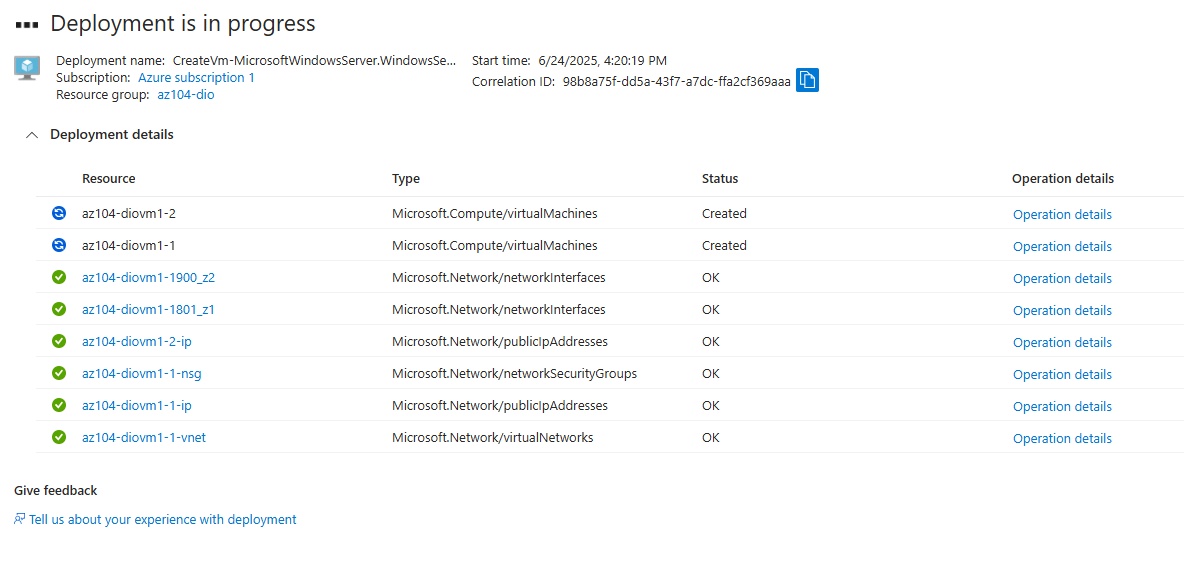 Deployment is in progress
Deployment name: CreateVm-MicrosoftWindowsServer.WindowsSe... Start time: 6/24/2025, 4:20:19 PM
Subscription: Azure subscription 1 Correlation ID: 98b8a75f-dd5a-43f7-a7dc-ffa2cf369aaa
Resource group: az104-dio
Deployment details
Resource Type Status Operation details
az104-diovm1-2 Microsoft.Compute/virtualMachines Created Operation details
az104-diovm1-1 Microsoft.Compute/virtualMachines Created Operation details
az104-diovm1-1900_z2 Microsoft.Network/networkInterfaces OK Operation details
az104-diovm1-1801_z1 Microsoft.Network/networkInterfaces OK Operation details
az104-diovm1-2-ip Microsoft.Network/publicIpAddresses OK Operation details
az104-diovm1-1-nsg Microsoft.Network/networkSecurityGroups OK Operation details
az104-diovm1-1-ip Microsoft.Network/publicIpAddresses OK Operation details
az104-diovm1-1-vnet Microsoft.Network/virtualNetworks OK Operation details
Give feedback
Tell us about your experience with deployment